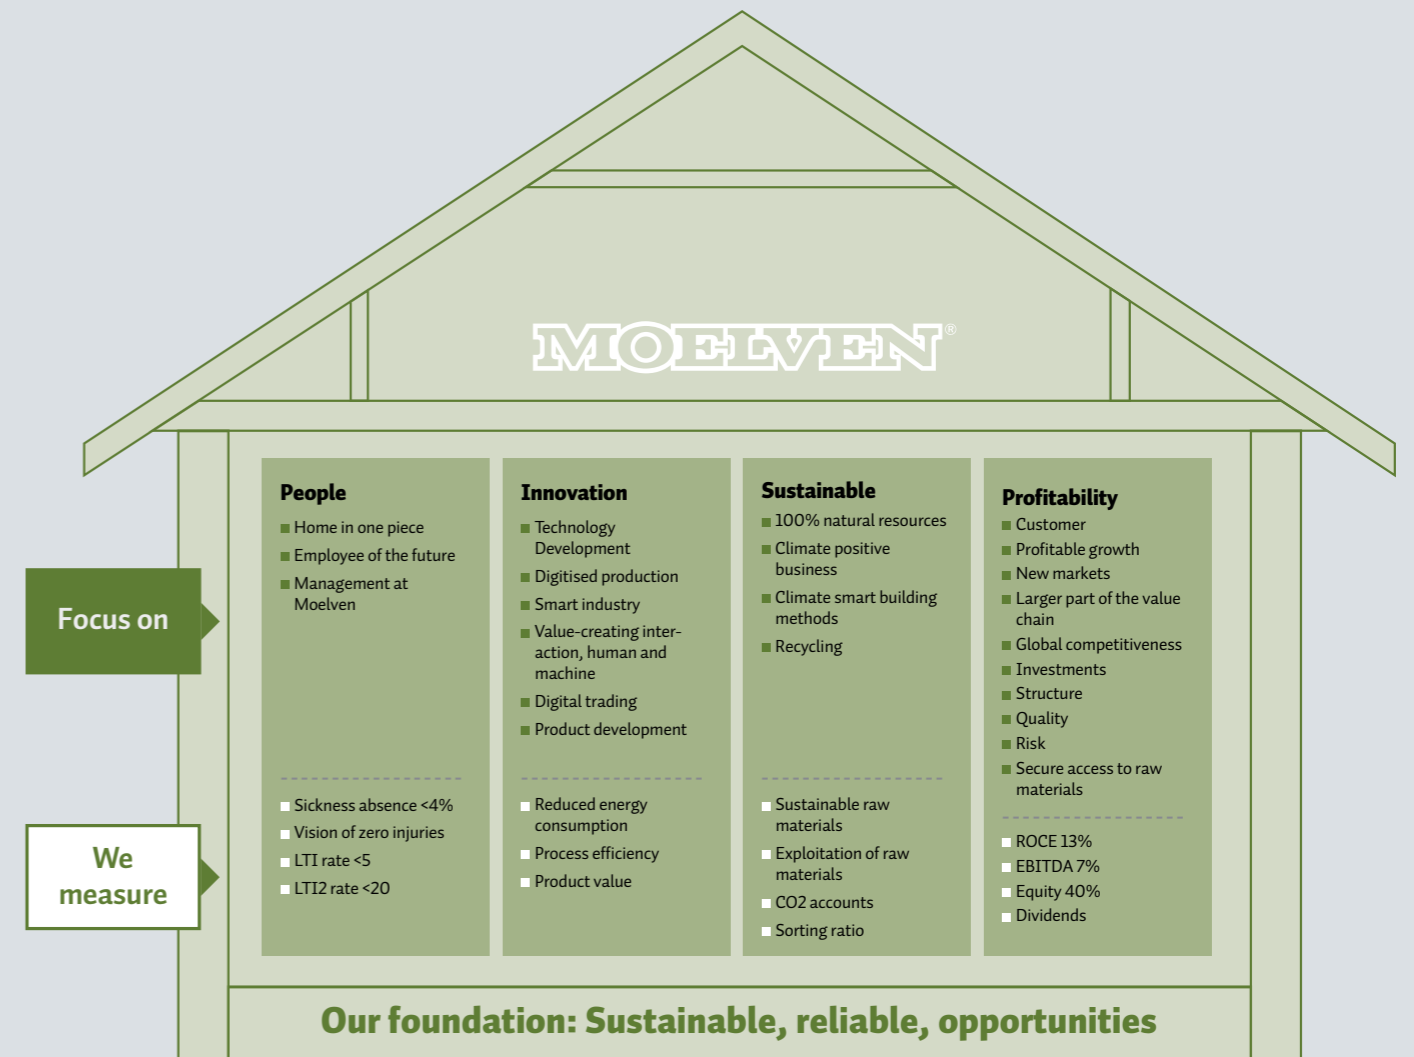 MOELVEN®
People
Home in one piece
Employee of the future
Management at
Moelven
Sickness absence <4%
Vision of zero injuries
LTI rate <5
LTI2 rate <20
Innovation
Technology
Development
Digitised production
Smart industry
Value-creating inter-
action, human and
machine
Digital trading
Product development
Reduced energy
consumption
Process efficiency
Product value
Sustainable
100% natural resources
Climate positive
business
Climate smart building
methods
Recycling
Sustainable raw
materials
Exploitation of raw
materials
CO2 accounts
Sorting ratio
Profitability
Customer
Profitable growth
New markets
Larger part of the value
chain
Global competitiveness
Investments
Structure
Quality
Risk
Secure access to raw
materials
ROCE 13%
EBITDA 7%
Equity 40%
Dividends
Focus on
We
measure
Our foundation: Sustainable, reliable, opportunities